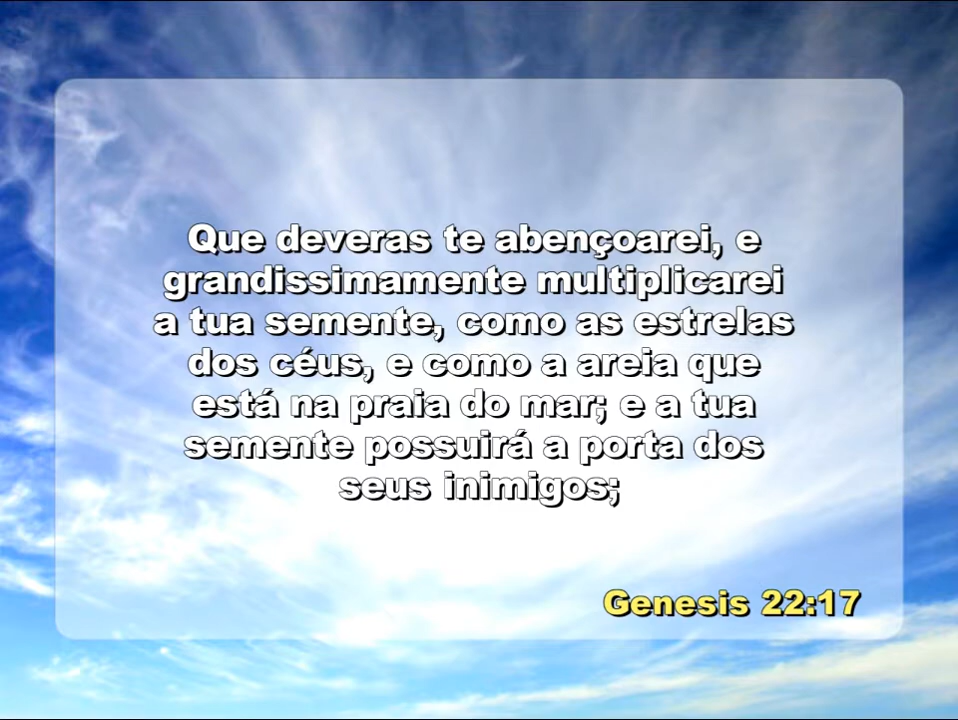 Que deveras te abençoarei, e
grandissimamente multiplicarei
a tua semente, como as estrelas
dos céus, e como a areia que
está na praia do mar; e a tua
semente possuirá a porta dos
seus inimigos;
Genesis 22:17